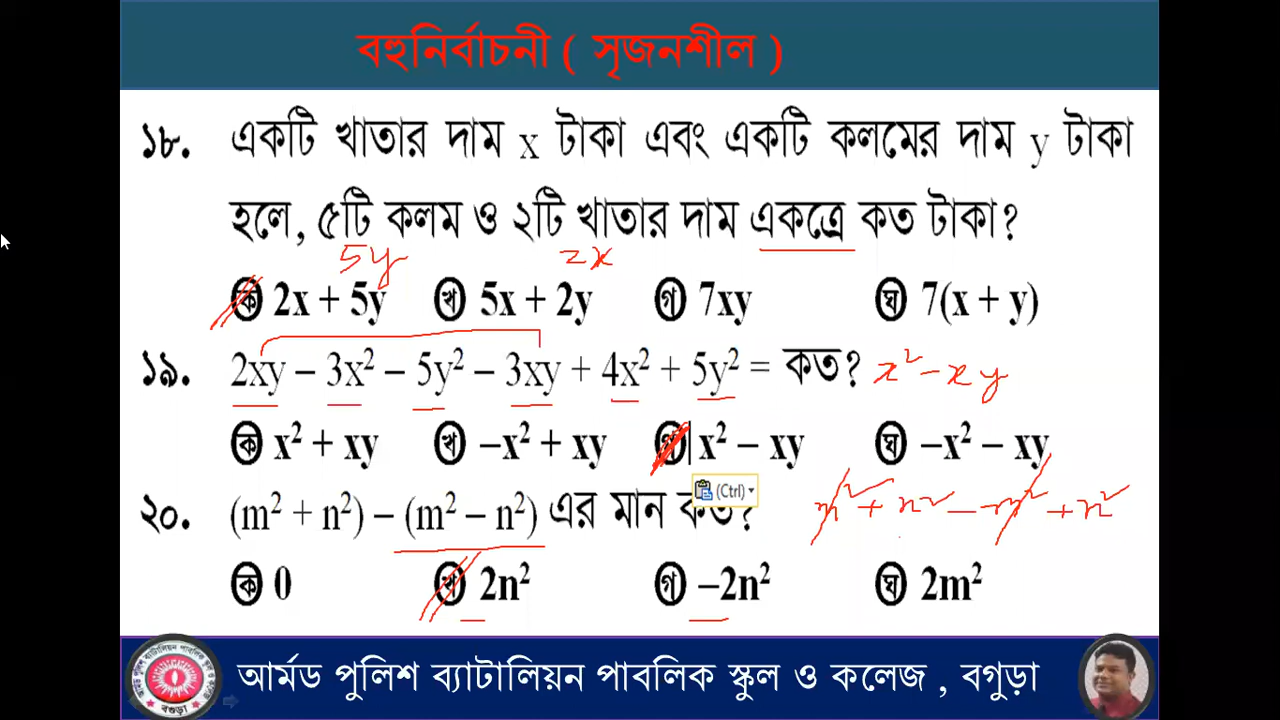 বহুনির্বাচনী ( সৃজনশীল )
১৮. একটি খাতার দাম x টাকা এবং একটি কলমের দাম y টাকা
হলে, ৫টি কলম ও ২টি খাতার দাম একত্রে কত টাকা?
5y 2x
ক 2x + 5y খ 5x + 2y গ 7xy ঘ 7(x + y)
১৯. 2xy – 3x² – 5y² – 3xy + 4x² + 5y² = কত? x² – xy
ক x² + xy খ –x² + xy গ x² – xy ঘ –x² – xy
(Ctrl)
২০. (m² + n²) – (m² – n²) এর মান কত? m² + n² – m² + n²
ক 0 খ 2n² গ –2n² ঘ 2m²
আর্মড পুলিশ ব্যাটালিয়ন পাবলিক স্কুল ও কলেজ , বগুড়া